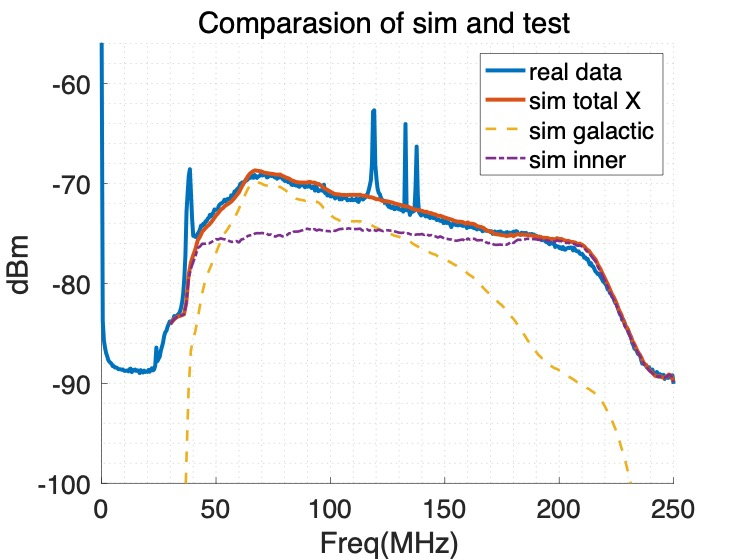 Comparasion of sim and test
real data
sim total X
sim galactic
sim inner
-60
-70
-80
-90
-100
dBm
0
50
100
150
200
250
Freq(MHz)